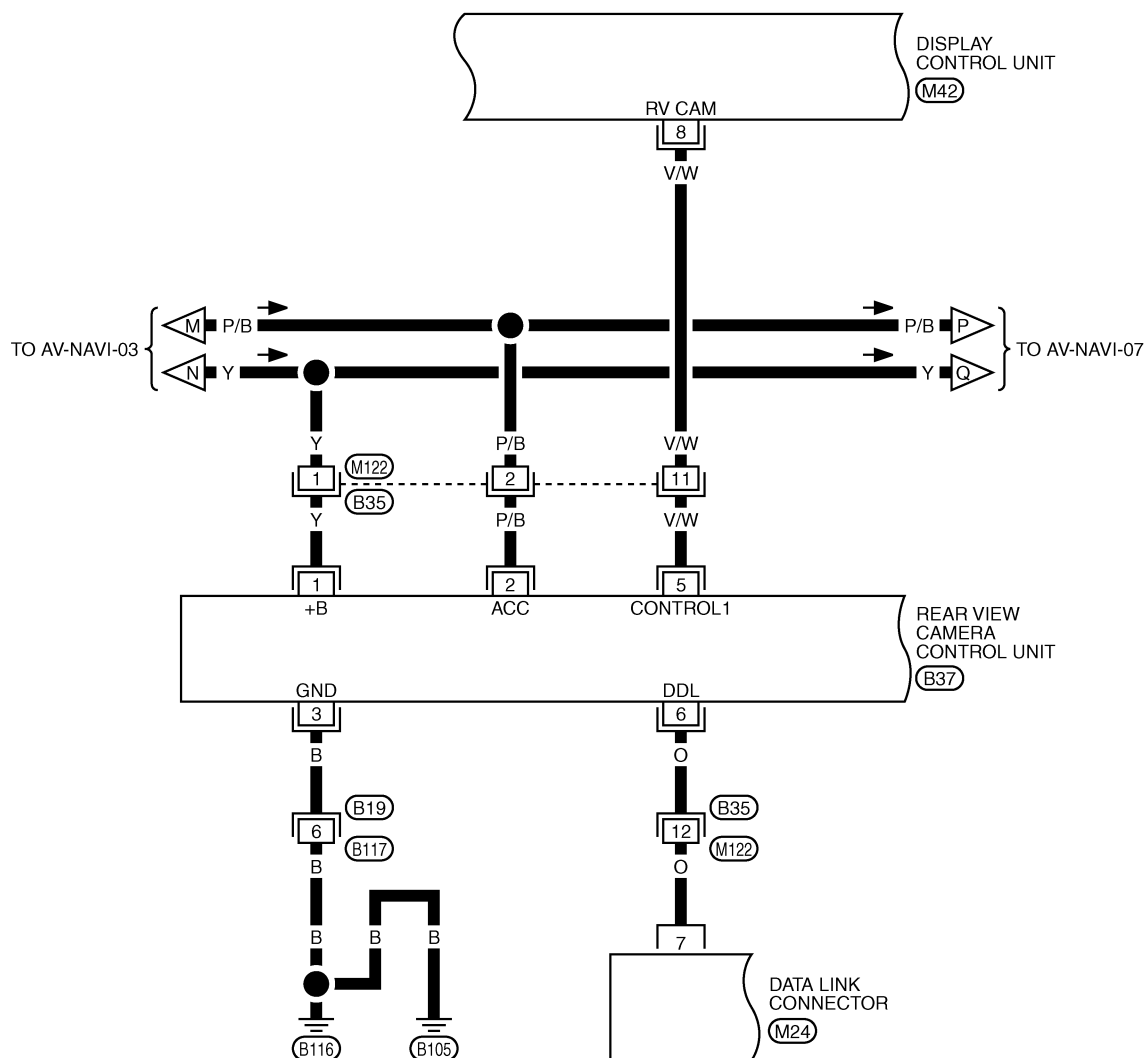 DISPLAY
CONTROL UNIT
M42
RV CAM
8
V/W
M P/B
P/B P
TO AV-NAVI-03
TO AV-NAVI-07
N Y
Y Q
Y
P/B
V/W
1
M122
2
11
B35
Y
P/B
V/W
1
2
5
+B
ACC
CONTROL1
REAR VIEW
CAMERA
CONTROL UNIT
B37
GND
DDL
3
6
B
O
B19
B35
6
12
B117
M122
B
O
B
B
B
7
DATA LINK
CONNECTOR
M24
B116
B105